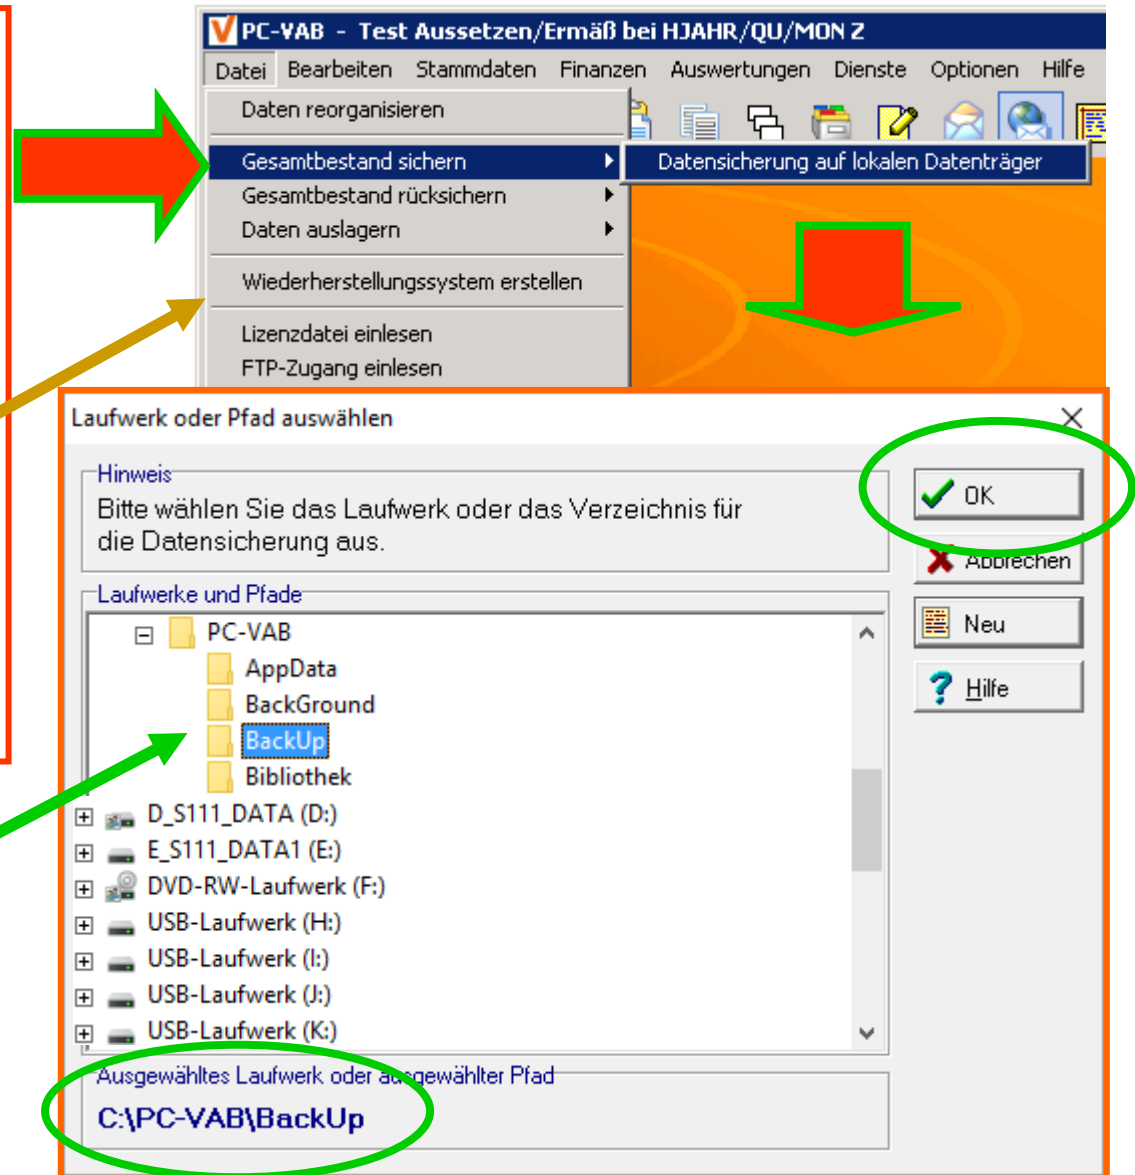 PC-VAB - Test Aussetzen/Ermäß bei HJAHR/QU/MON Z
Datei Bearbeiten Stammdaten Finanzen Auswertungen Dienste Optionen Hilfe
Daten reorganisieren
Gesamtbestand sichern Datensicherung auf lokalen Datenträger
Gesamtbestand rücksichern
Daten auslagern
Wiederherstellungssystem erstellen
Lizenzdatei einlesen
FTP-Zugang einlesen
Laufwerk oder Pfad auswählen
Hinweis
Bitte wählen Sie das Laufwerk oder das Verzeichnis für
die Datensicherung aus.
OK
Abbrechen
Neu
Hilfe
Laufwerke und Pfade
PC-VAB
AppData
BackGround
BackUp
Bibliothek
D_S111_DATA (D:)
E_S111_DATA1 (E:)
DVD-RW-Laufwerk (F:)
USB-Laufwerk (H:)
USB-Laufwerk (I:)
USB-Laufwerk (J:)
USB-Laufwerk (K:)
Ausgewähltes Laufwerk oder ausgewählter Pfad
C:\PC-VAB\BackUp